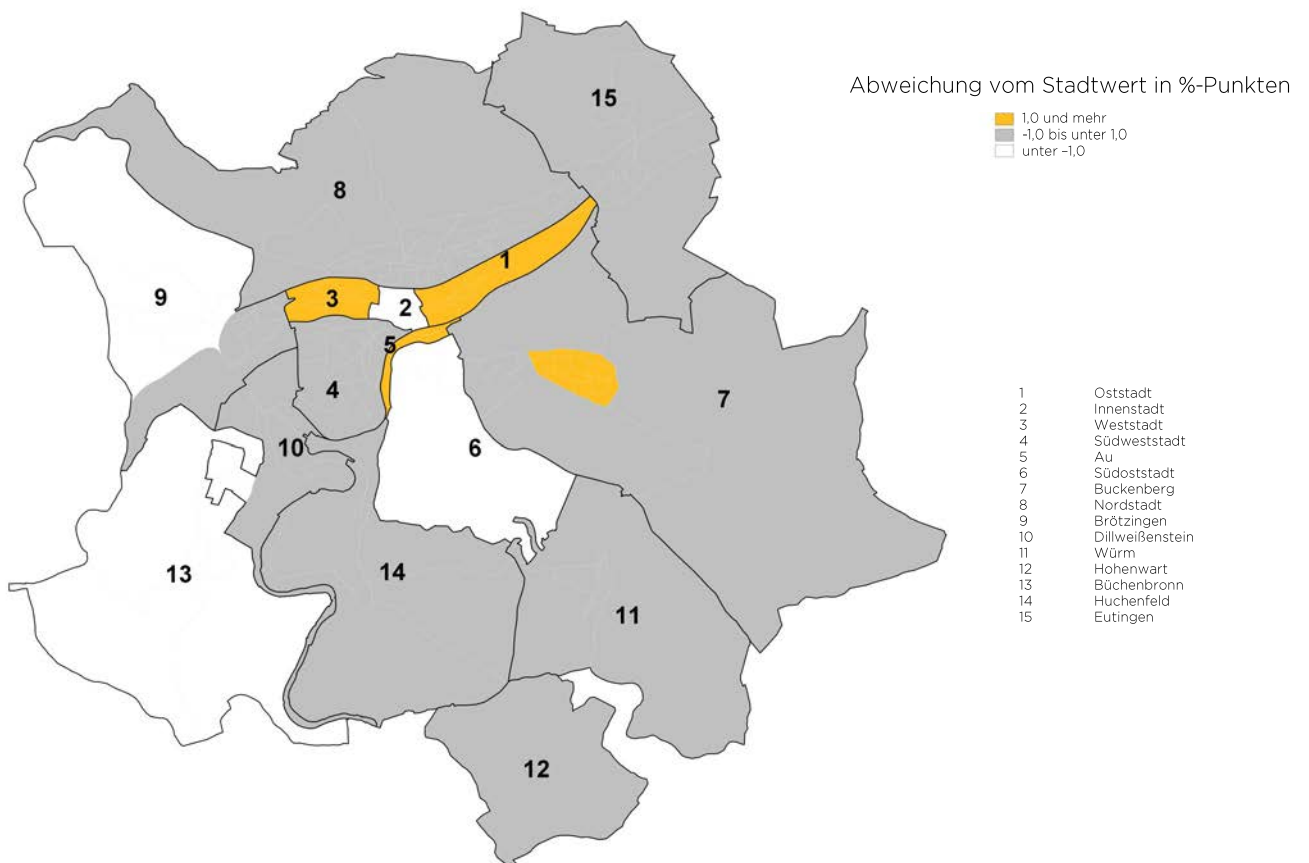 Abweichung vom Stadtwert in %-Punkten
1,0 und mehr
-1,0 bis unter 1,0
unter –1,0
15
8
1
9
3
2
5
4
7
10
6
13
14
11
12
1 Oststadt
2 Innenstadt
3 Weststadt
4 Südweststadt
5 Au
6 Südoststadt
7 Buckenberg
8 Nordstadt
9 Brötzingen
10 Dillweißenstein
11 Würm
12 Hohenwart
13 Büchenbronn
14 Huchenfeld
15 Eutingen